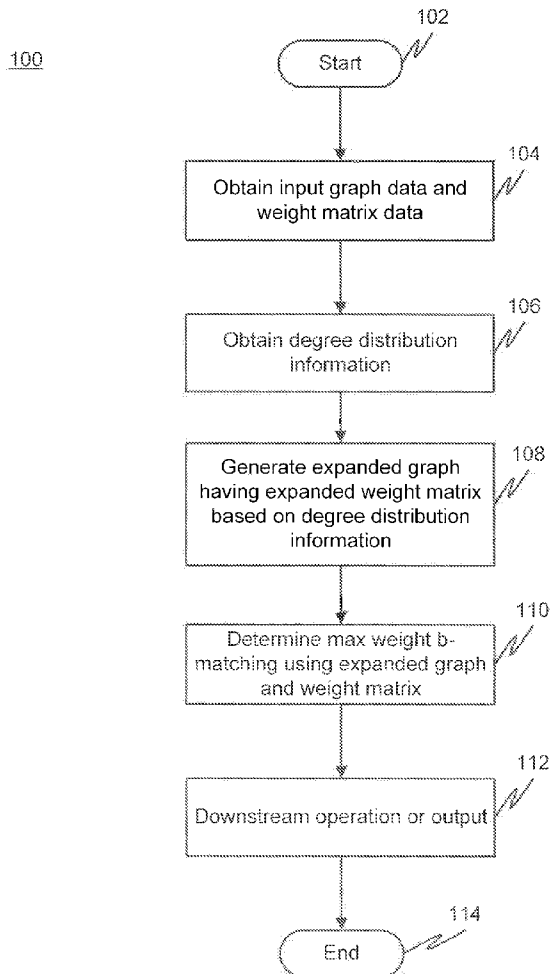 102
100
Start
104
Obtain input graph data and
weight matrix data
106
Obtain degree distribution
information
108
Generate expanded graph
having expanded weight matrix
based on degree distribution
information
110
Determine max weight b-
matching using expanded graph
and weight matrix
112
Downstream operation or output
114
End